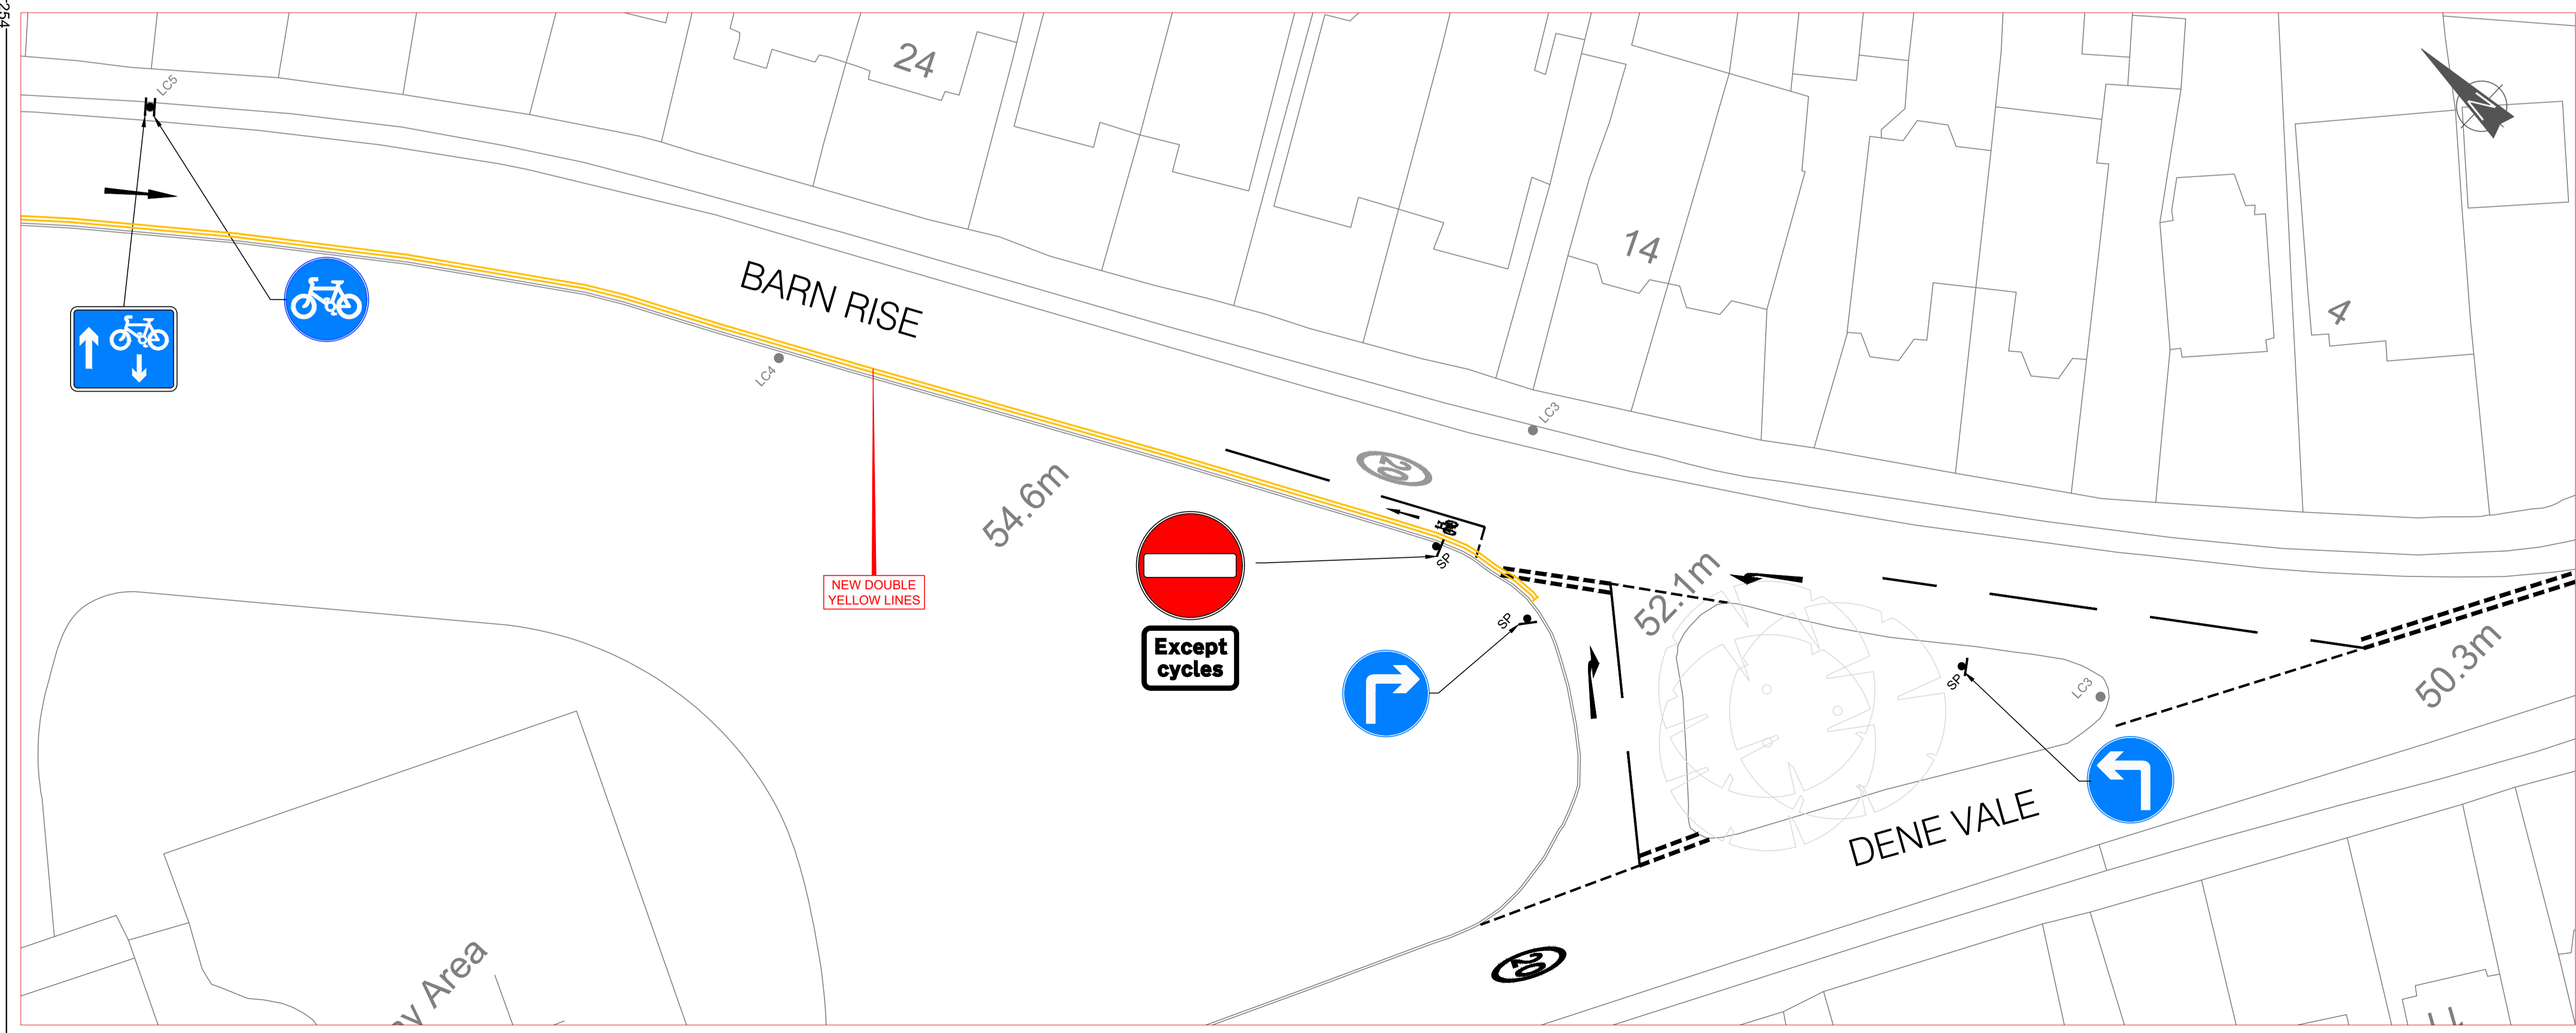 254
LC5
24
N
BARN RISE
14
4
LC4
LC3
20
54.6m
NEW DOUBLE
YELLOW LINES
SP
SP
Except
cycles
52.1m
SP
LC3
50.3m
DENE VALE
20
y Area